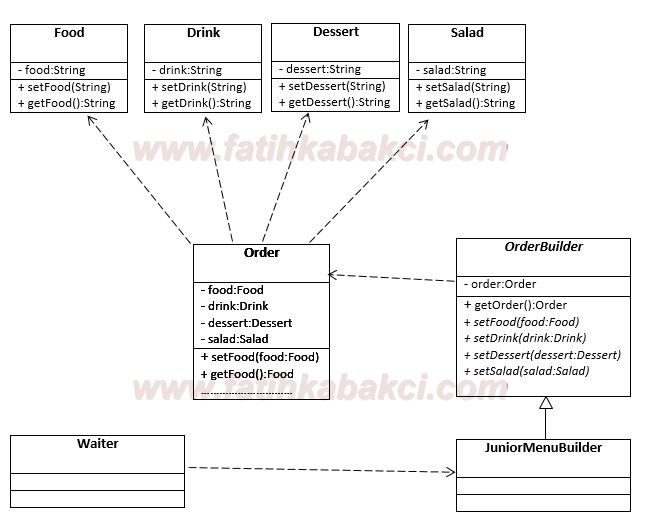 Food
- food:String
+ setFood(String)
+ getFood():String
Drink
- drink:String
+ setDrink(String)
+ getDrink():String
Dessert
- dessert:String
+ setDessert(String)
+ getDessert():String
Salad
- salad:String
+ setSalad(String)
+ getSalad():String
www.fatihkabakci.com
Order
- food:Food
- drink:Drink
- dessert:Dessert
- salad:Salad
+ setFood(food:Food)
+ getFood():Food
..............................
OrderBuilder
- order:Order
+ getOrder():Order
+ setFood(food:Food)
+ setDrink(drink:Drink)
+ setDessert(dessert:Dessert)
+ setSalad(salad:Salad)
www.fatihkabakci.com
Waiter
JuniorMenuBuilder